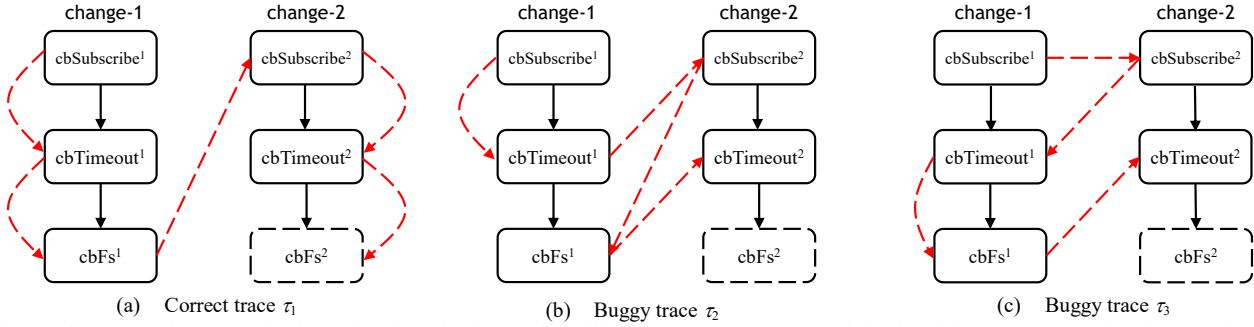 change-1 change-2
cbSubscribe¹ cbSubscribe²
cbTimeout¹ cbTimeout²
cbFs¹ cbFs²
(a) Correct trace τ₁
change-1 change-2
cbSubscribe¹ cbSubscribe²
cbTimeout¹ cbTimeout²
cbFs¹ cbFs²
(b) Buggy trace τ₂
change-1 change-2
cbSubscribe¹ cbSubscribe²
cbTimeout¹ cbTimeout²
cbFs¹ cbFs²
(c) Buggy trace τ₃